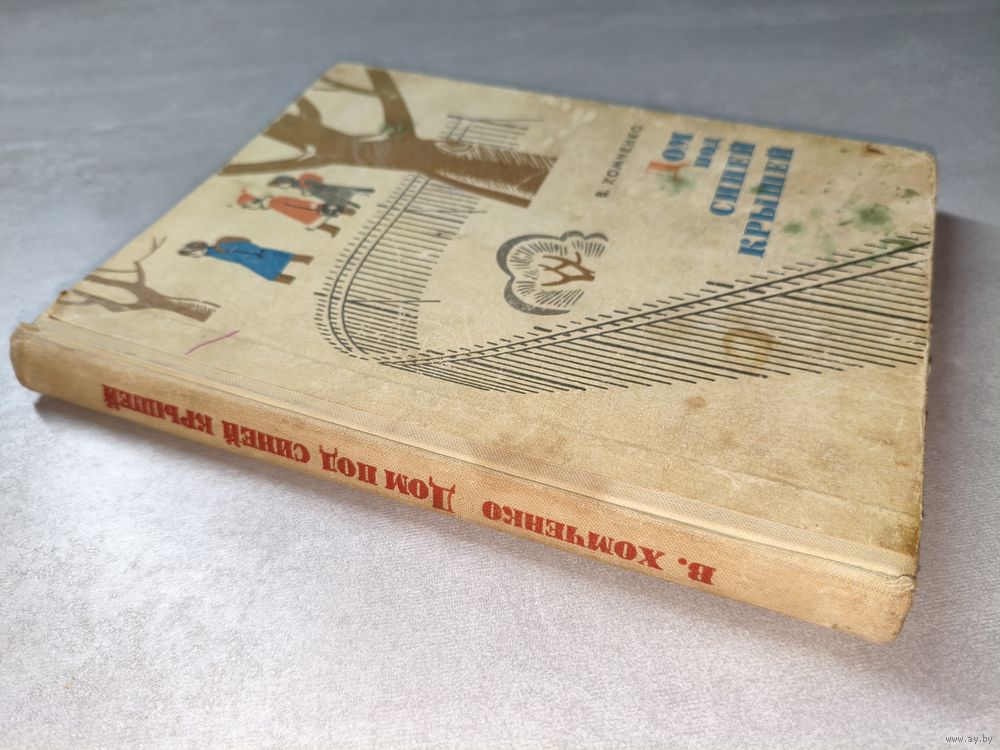 В. ХОМЧЕНКО
ДОМ
ПОД
СИНЕЙ
КРЫШЕЙ
В. ХОМЧЕНКО ДОМ ПОД СИНЕЙ КРЫШЕЙ
www.ay.by